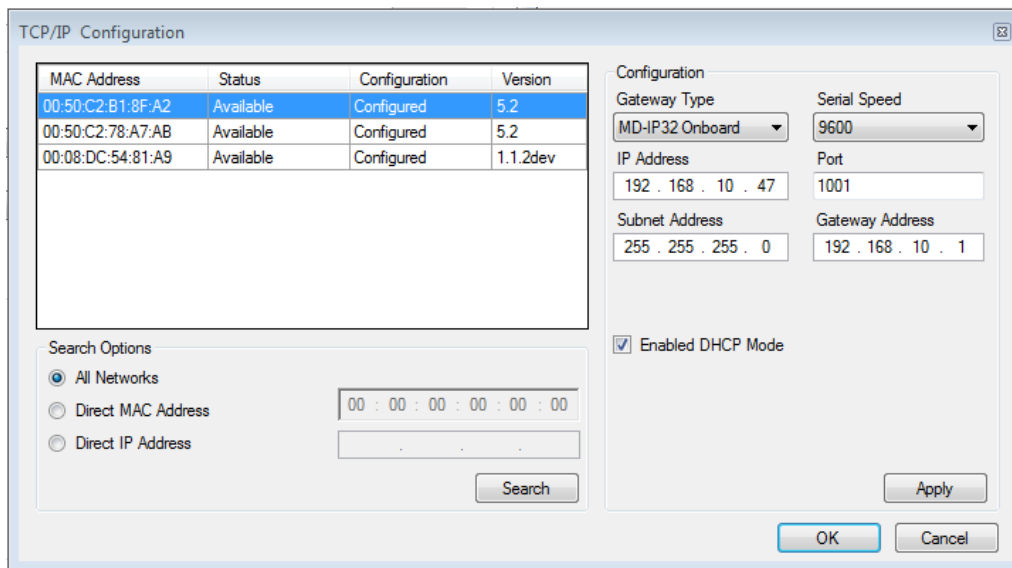 TCP/IP Configuration
MAC Address Status Configuration Version
00:50:C2:B1:8F:A2 Available Configured 5.2
00:50:C2:78:A7:AB Available Configured 5.2
00:08:DC:54:81:A9 Available Configured 1.1.2dev
Search Options
All Networks
Direct MAC Address 00 : 00 : 00 : 00 : 00 : 00
Direct IP Address . . .
Search
Configuration
Gateway Type Serial Speed
MD-IP32 Onboard 9600
IP Address Port
192 . 168 . 10 . 47 1001
Subnet Address Gateway Address
255 . 255 . 255 . 0 192 . 168 . 10 . 1
Enabled DHCP Mode
Apply
OK Cancel